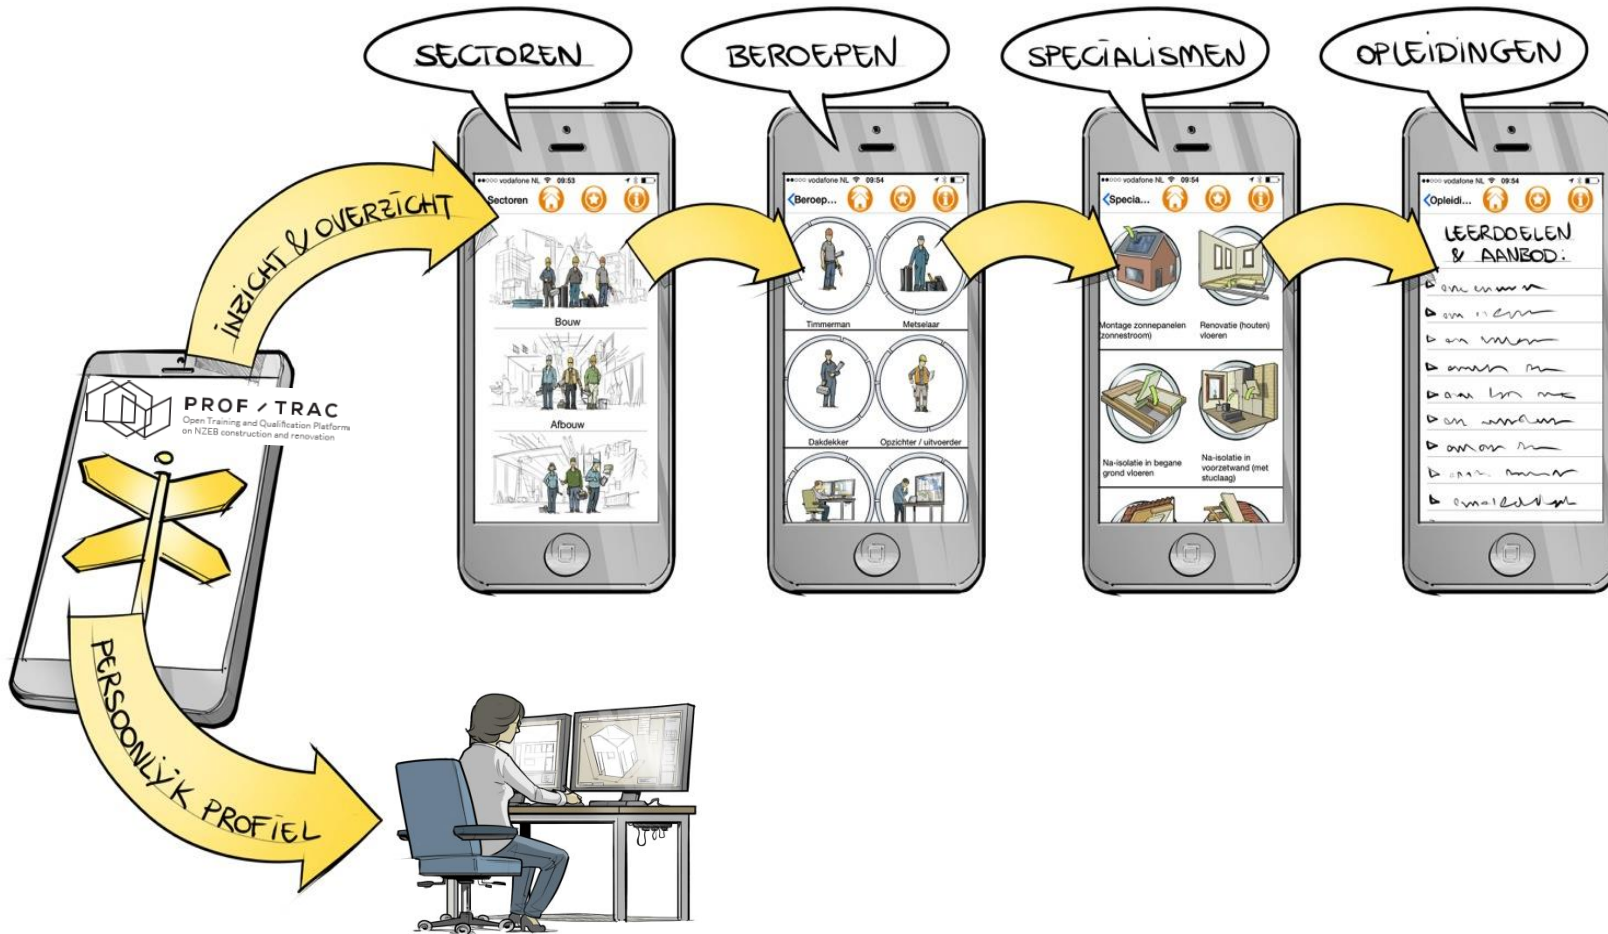 SECTOREN
BEROEPEN
SPECIALISMEN
OPLEIDINGEN
INZICHT & OVERZICHT
vodafone NL 09:53
Sectoren
Bouw
Afbouw
vodafone NL 09:54
Beroep...
Timmerman
Metselaar
Dakdekker
Opzichter / uitvoerder
vodafone NL 09:54
Specia...
Montage zonnepanelen
(zonnestroom)
Renovatie (houten)
vloeren
Na-isolatie in begane
grond vloeren
Na-isolatie in
voorzetwand (met
stuclaag)
vodafone NL 09:54
Opleidi...
LEERDOELEN
& AANBOD:
PROF / TRAC
Open Training and Qualification Platform
on NZEB construction and renovation
PERSOONLIJK PROFIEL